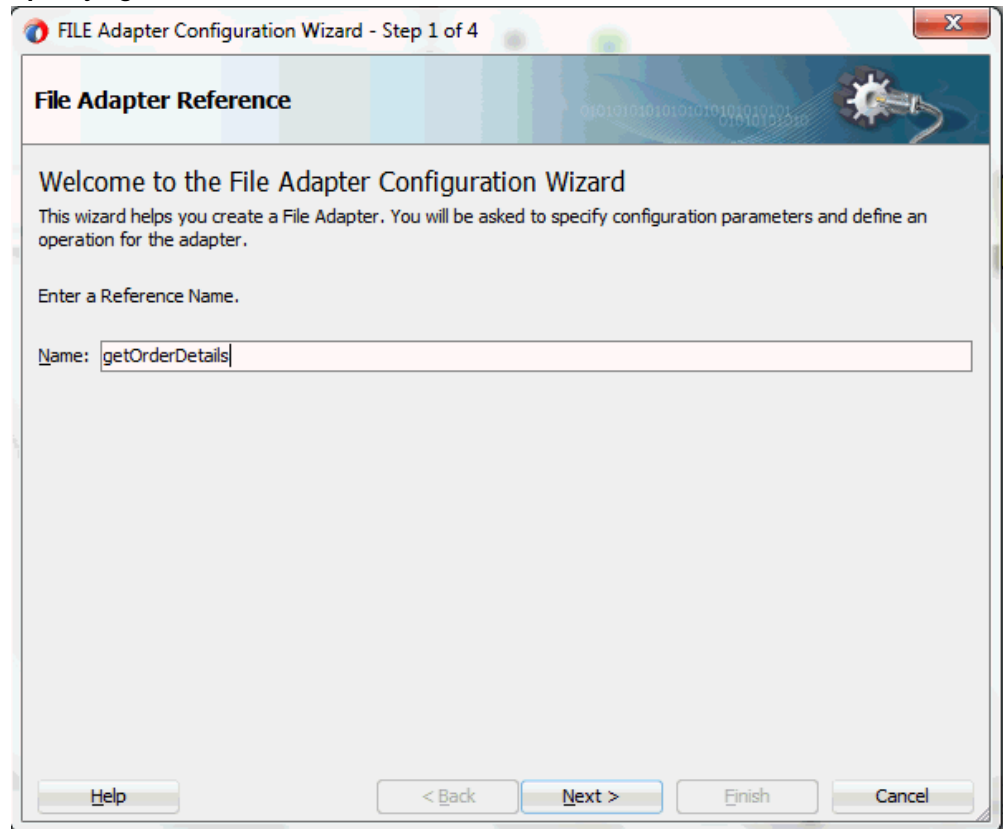 FILE Adapter Configuration Wizard - Step 1 of 4
X
File Adapter Reference
Welcome to the File Adapter Configuration Wizard
This wizard helps you create a File Adapter. You will be asked to specify configuration parameters and define an
operation for the adapter.
Enter a Reference Name.
Name: getOrderDetails
Help < Back Next > Finish Cancel